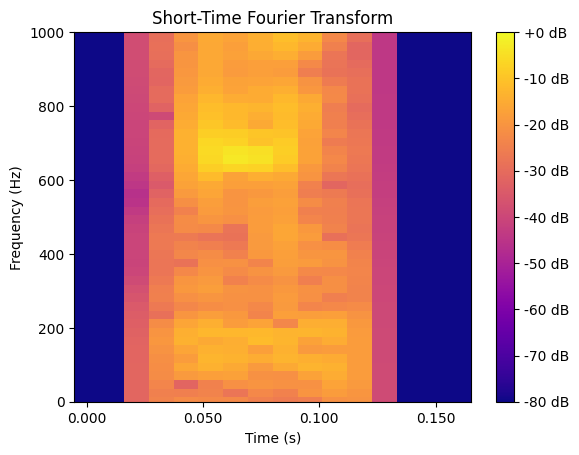 Short-Time Fourier Transform
1000
800
600
400
200
0
Frequency (Hz)
0.000
0.050
0.100
0.150
Time (s)
+0 dB
-10 dB
-20 dB
-30 dB
-40 dB
-50 dB
-60 dB
-70 dB
-80 dB